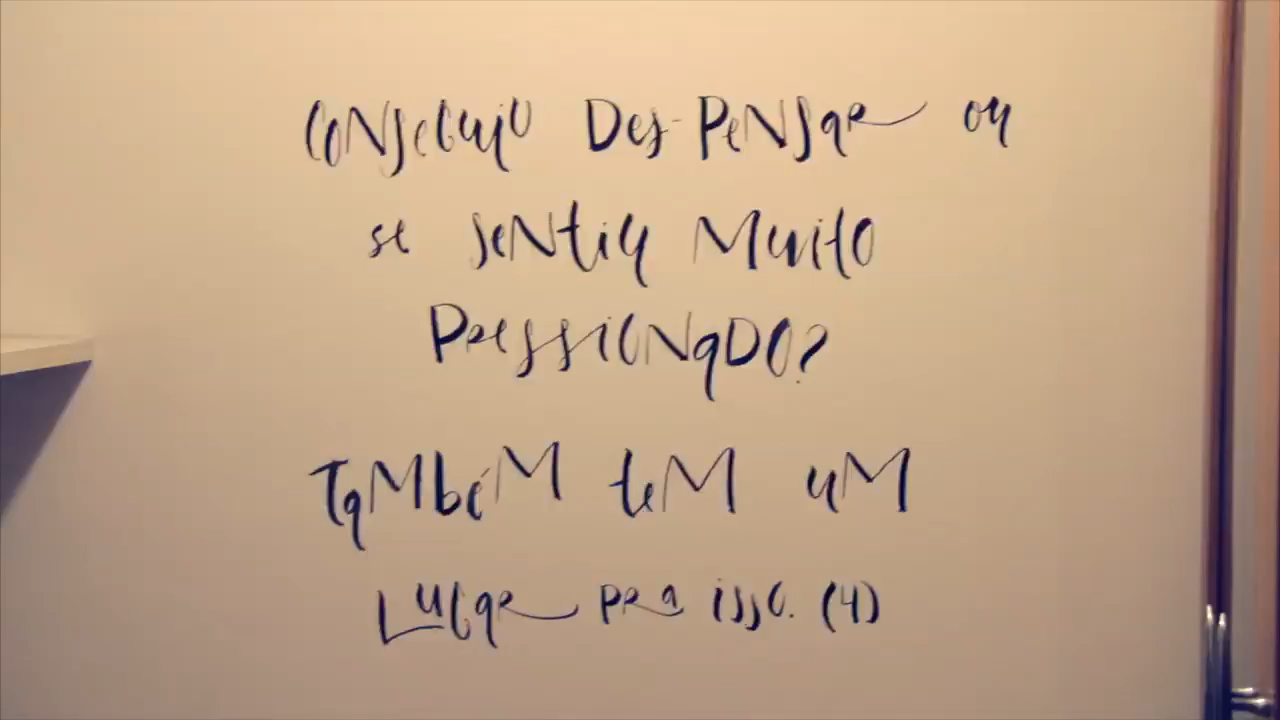 CONSEGUIU DES-PENSAR OU
SE SENTIU MUITO
PRESSIONADO?
TAMBÉM TEM UM
LUGAR PRA ISSO. (4)